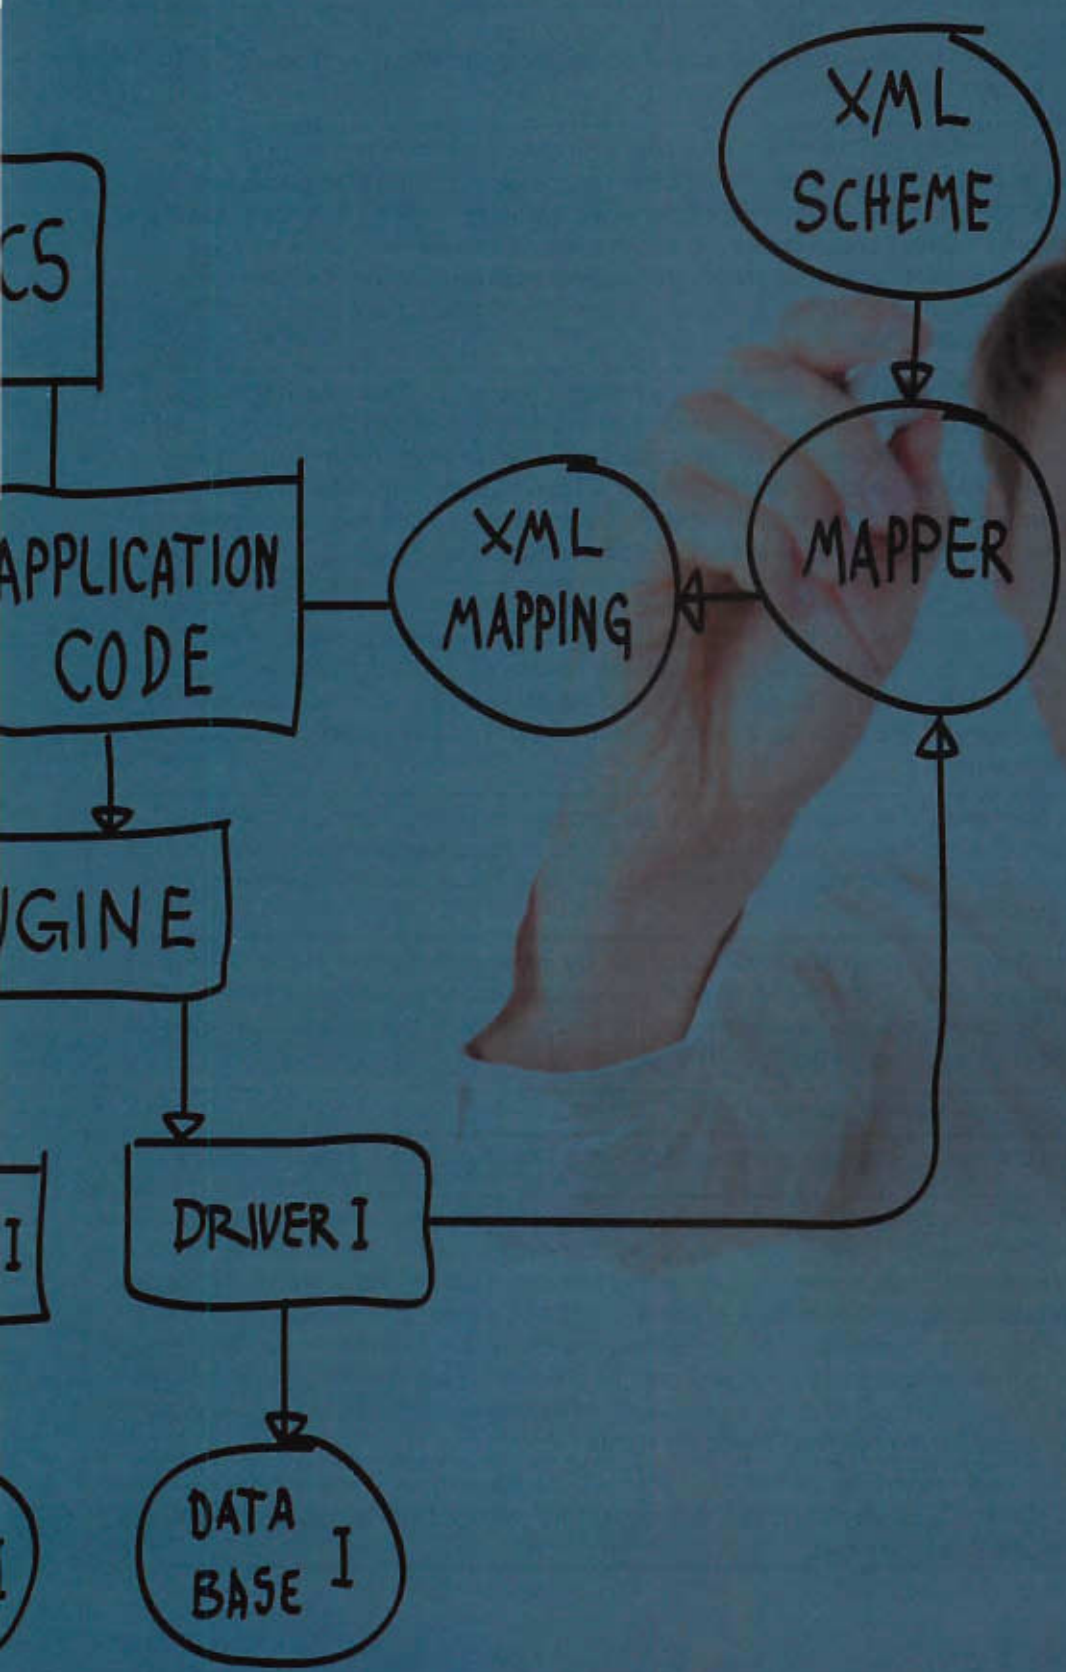 XML
SCHEME
CS
XML
MAPPING
MAPPER
APPLICATION
CODE
GINE
I
DRIVER I
DATA
BASE I
I